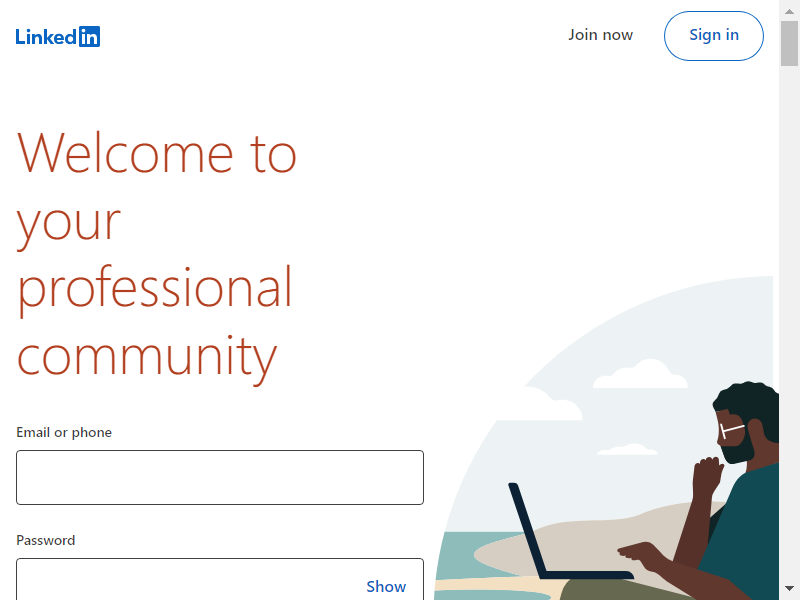 Linkedin
Join now
Sign in
Welcome to
your
professional
community
Email or phone
Password
Show